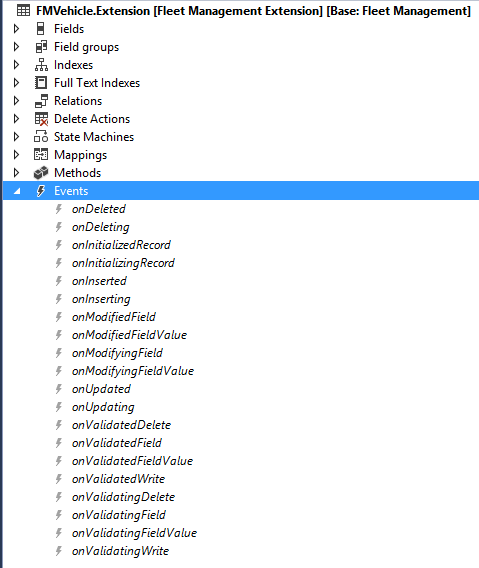 FMVehicle.Extension [Fleet Management Extension] [Base: Fleet Management]
Fields
Field groups
Indexes
Full Text Indexes
Relations
Delete Actions
State Machines
Mappings
Methods
Events
onDeleted
onDeleting
onInitializedRecord
onInitializingRecord
onInserted
onInserting
onModifiedField
onModifiedFieldValue
onModifyingField
onModifyingFieldValue
onUpdated
onUpdating
onValidatedDelete
onValidatedField
onValidatedFieldValue
onValidatedWrite
onValidatingDelete
onValidatingField
onValidatingFieldValue
onValidatingWrite